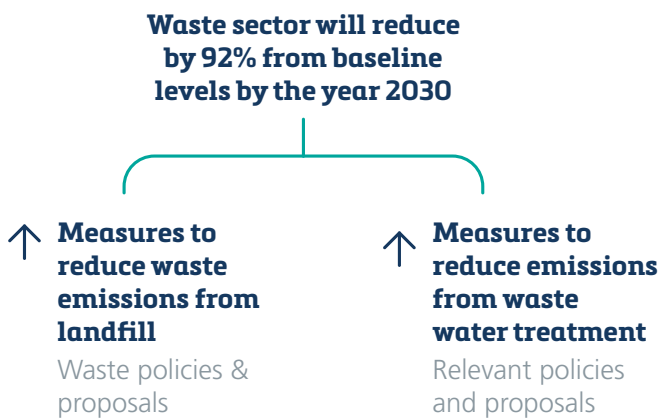 Waste sector will reduce
by 92% from baseline
levels by the year 2030
Measures to
reduce waste
emissions from
landfill
Waste policies &
proposals
Measures to
reduce emissions
from waste
water treatment
Relevant policies
and proposals